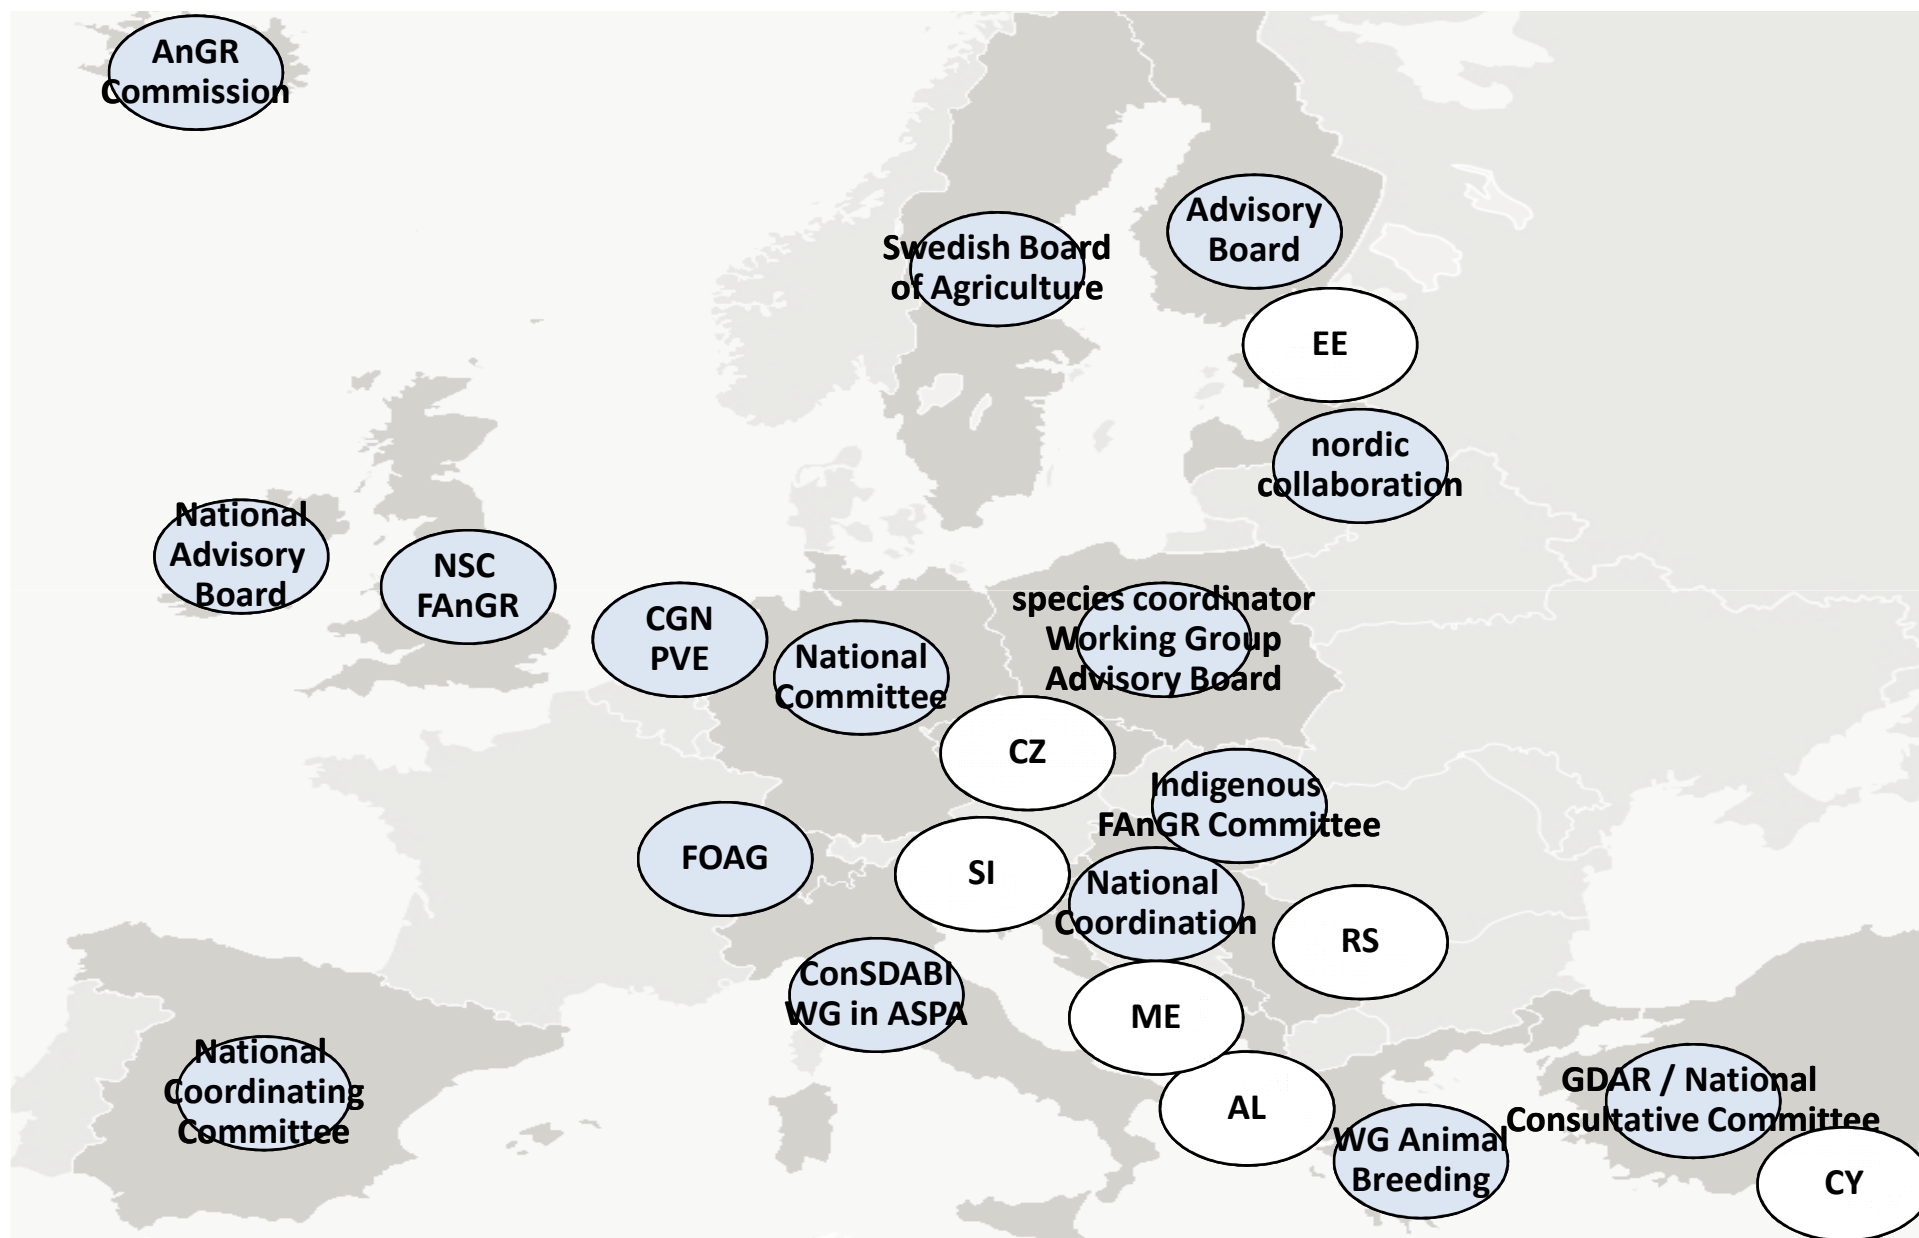 AnGR
Commission
Advisory
Board
Swedish Board
of Agriculture
EE
nordic
collaboration
National
Advisory
Board
NSC
FAnGR
CGN
PVE
National
Committee
species coordinator
Working Group
Advisory Board
CZ
Indigenous
FAnGR Committee
FOAG
SI
National
Coordination
RS
ConSDABI
WG in ASPA
ME
National
Coordinating
Committee
AL
GDAR / National
Consultative Committee
WG Animal
Breeding
CY